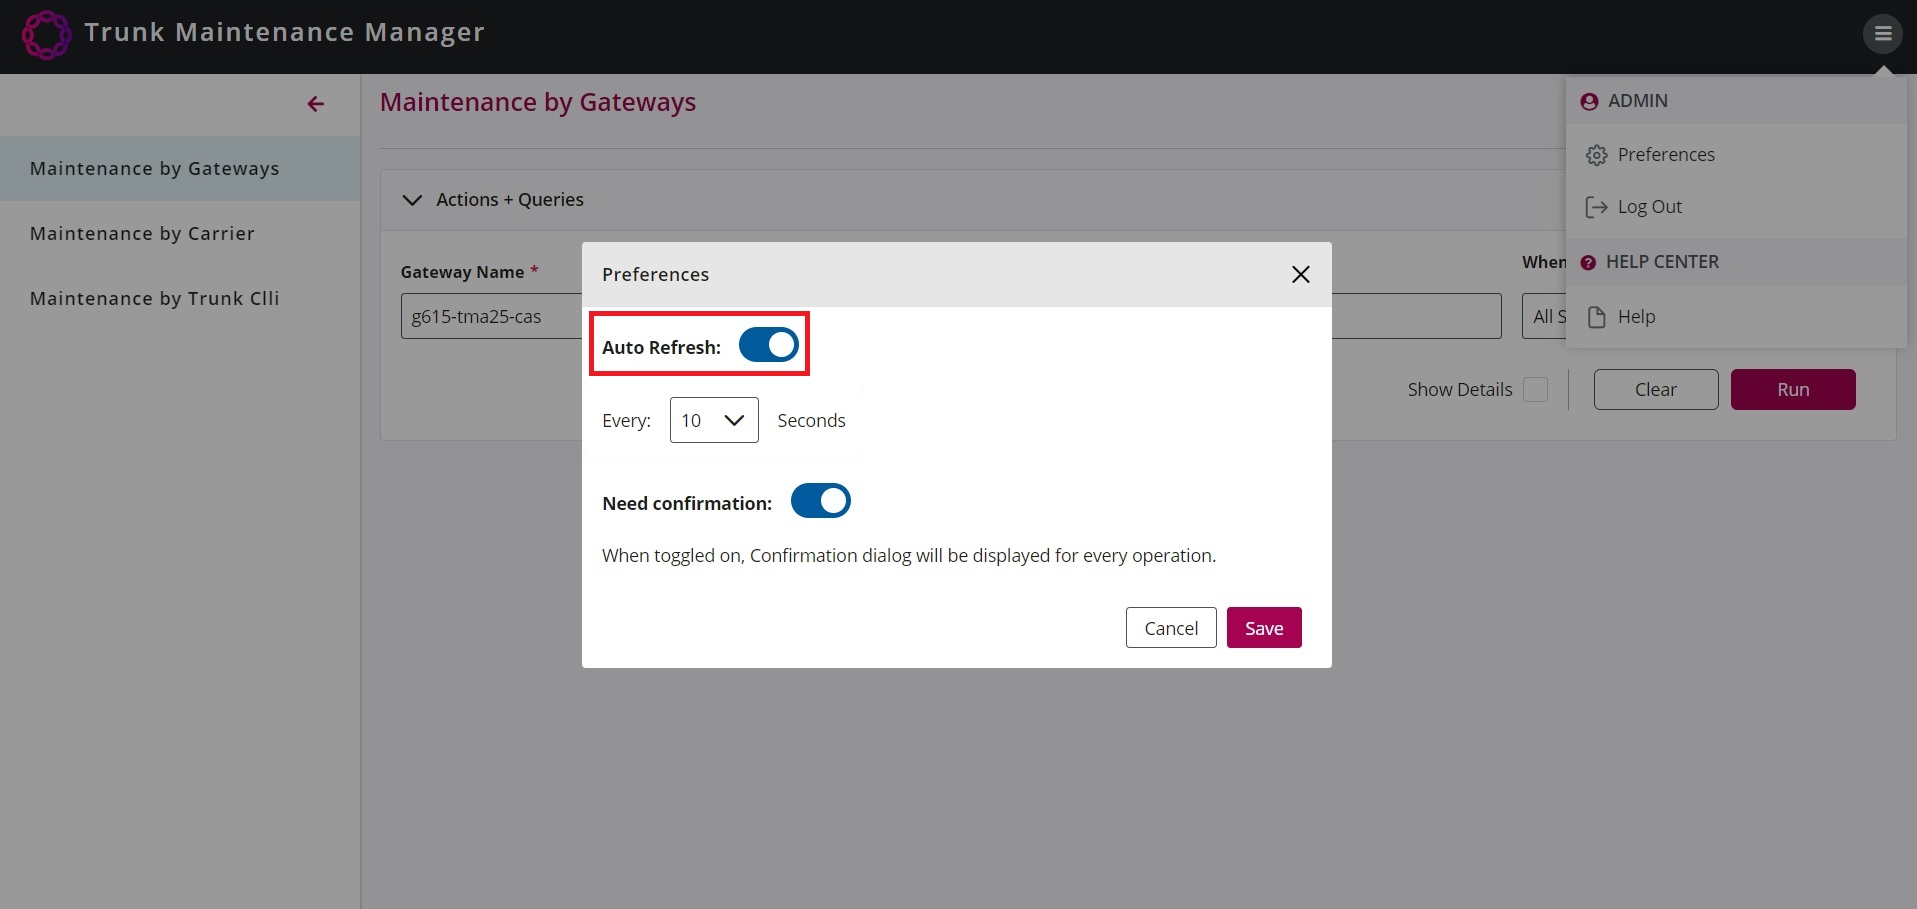 Trunk Maintenance Manager
Maintenance by Gateways
Maintenance by Carrier
Maintenance by Trunk Clli
Maintenance by Gateways
Actions + Queries
Gateway Name *
g615-tma25-cas
When
All S
Show Details
Clear
Run
ADMIN
Preferences
Log Out
HELP CENTER
Help
Preferences
Auto Refresh:
Every: 10 Seconds
Need confirmation:
When toggled on, Confirmation dialog will be displayed for every operation.
Cancel
Save